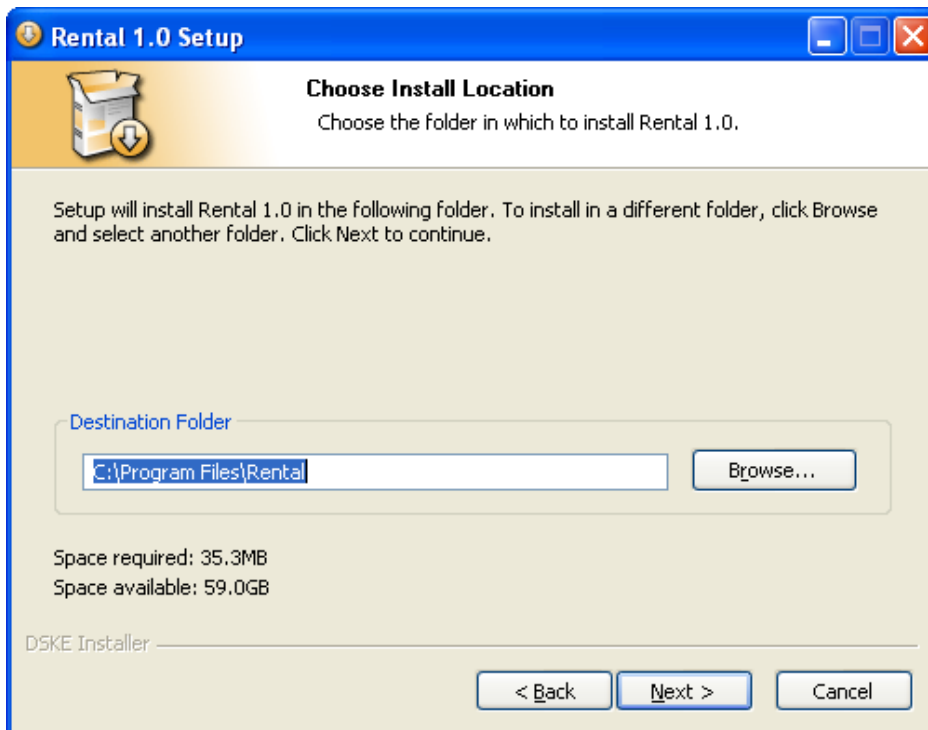 Rental 1.0 Setup
Choose Install Location
Choose the folder in which to install Rental 1.0.
Setup will install Rental 1.0 in the following folder. To install in a different folder, click Browse
and select another folder. Click Next to continue.
Destination Folder
C:\Program Files\Rental
Browse...
Space required: 35.3MB
Space available: 59.0GB
DSKE Installer
< Back
Next >
Cancel